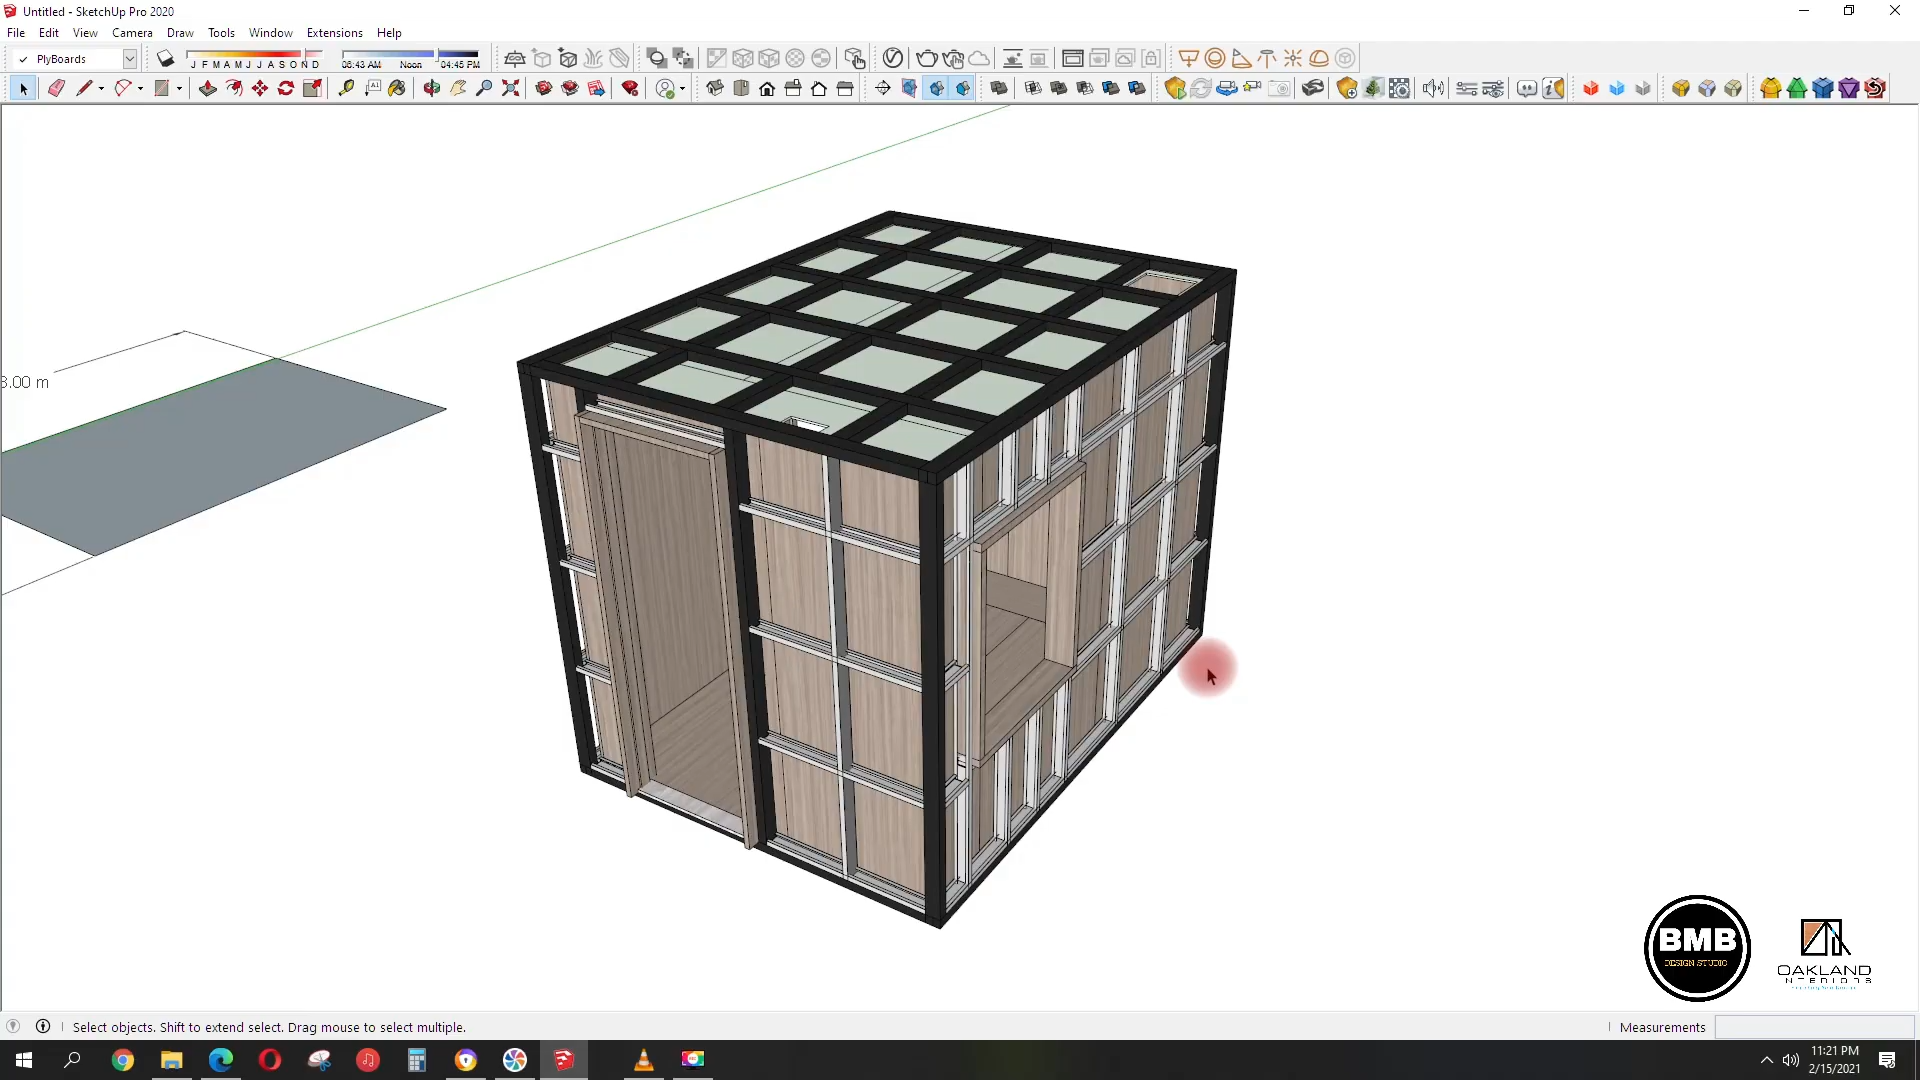 Untitled - SketchUp Pro 2020
File Edit View Camera Draw Tools Window Extensions Help
✓ PlyBoards
J F M A M J J A S O N D
06:43 AM Noon 04:45 PM
3.00 m
BMB
DESIGN STUDIO
OAKLAND
INTERIORS
Select objects. Shift to extend select. Drag mouse to select multiple.
Measurements
11:21 PM
2/15/2021